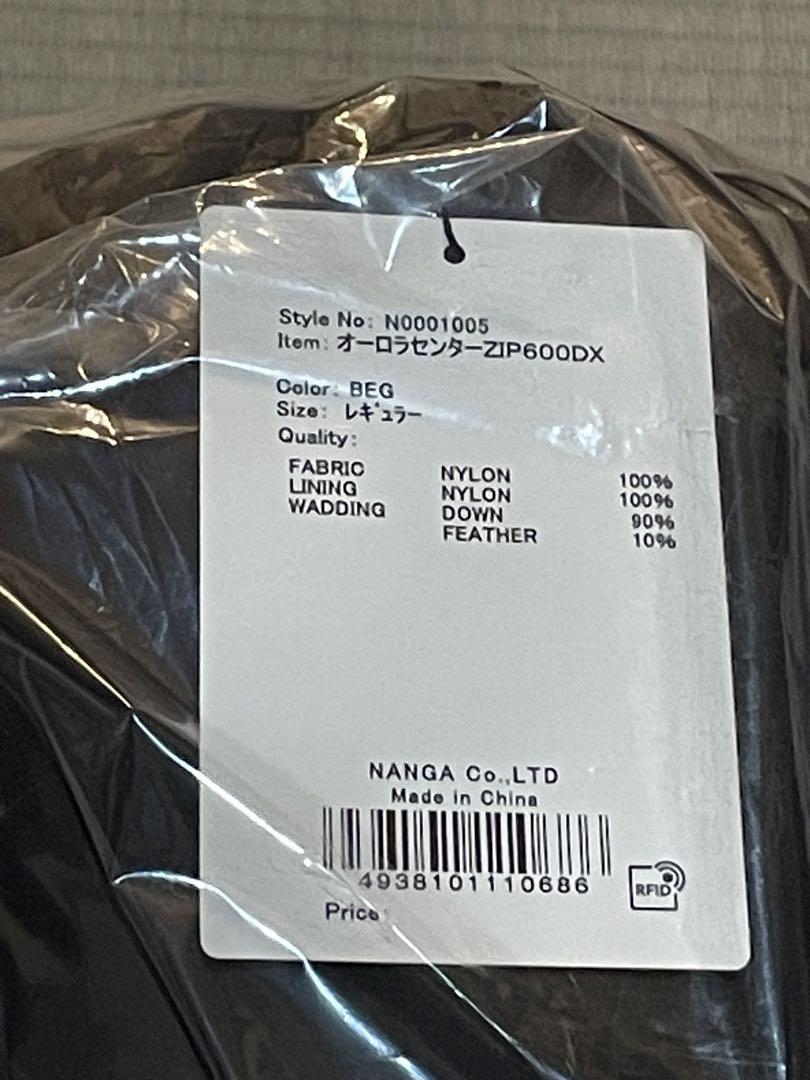 Style No: N0001005
Item: オーロラセンターZIP600DX
Color: BEG
Size: ﾚｷﾞｭﾗｰ
Quality:
FABRIC NYLON 100%
LINING NYLON 100%
WADDING DOWN 90%
FEATHER 10%
NANGA Co.,LTD
Made in China
4938101110686
RFID
Price: